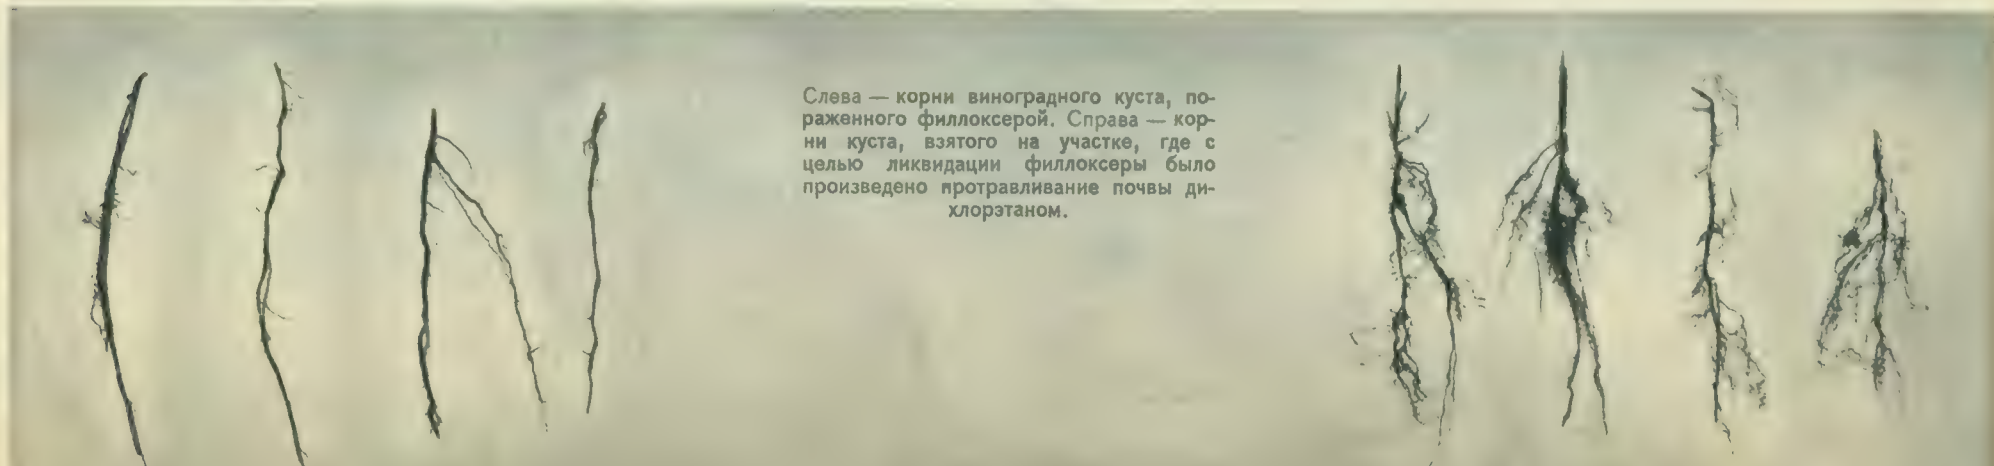 Слева — корни виноградного куста, по-
раженного филлоксерой. Справа — кор-
ни куста, взятого на участке, где с
целью ликвидации филлоксеры было
произведено протравливание почвы ди-
хлорэтаном.